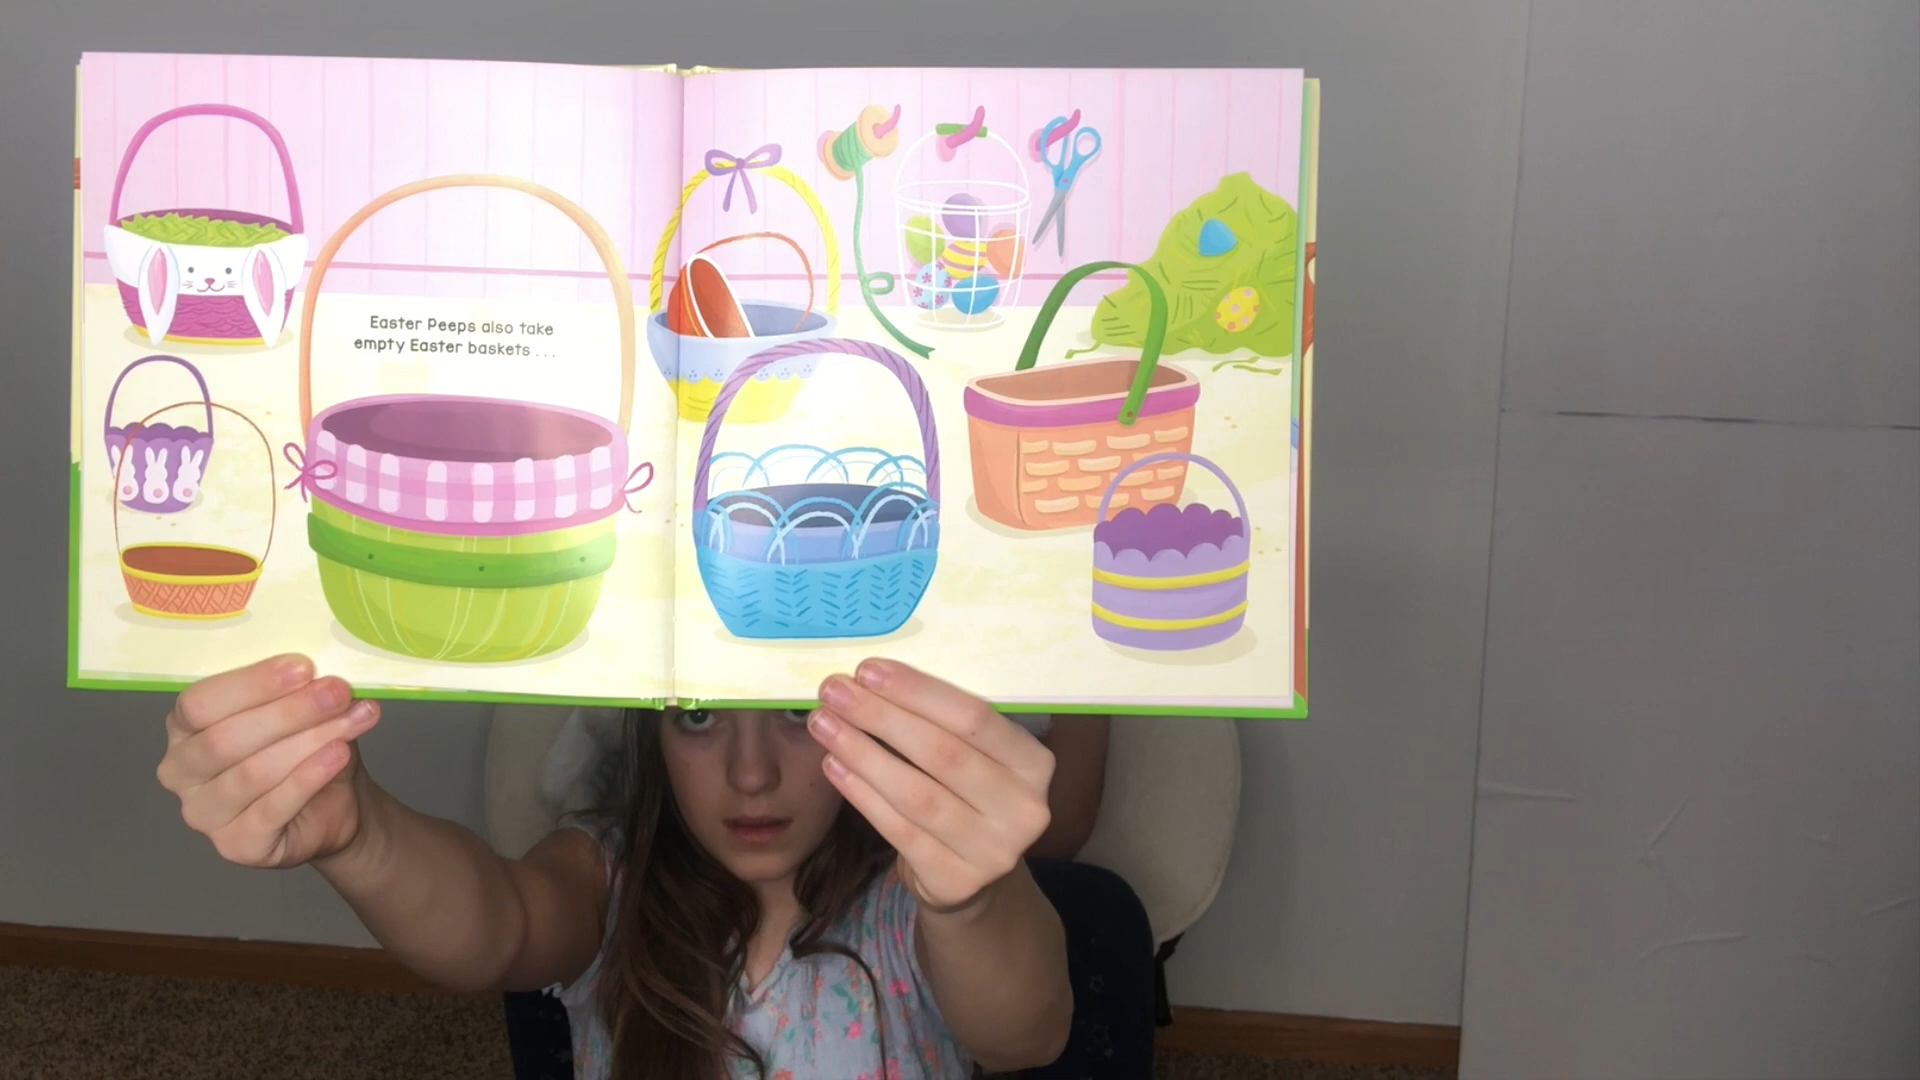 Easter Peeps also take
empty Easter baskets . . .